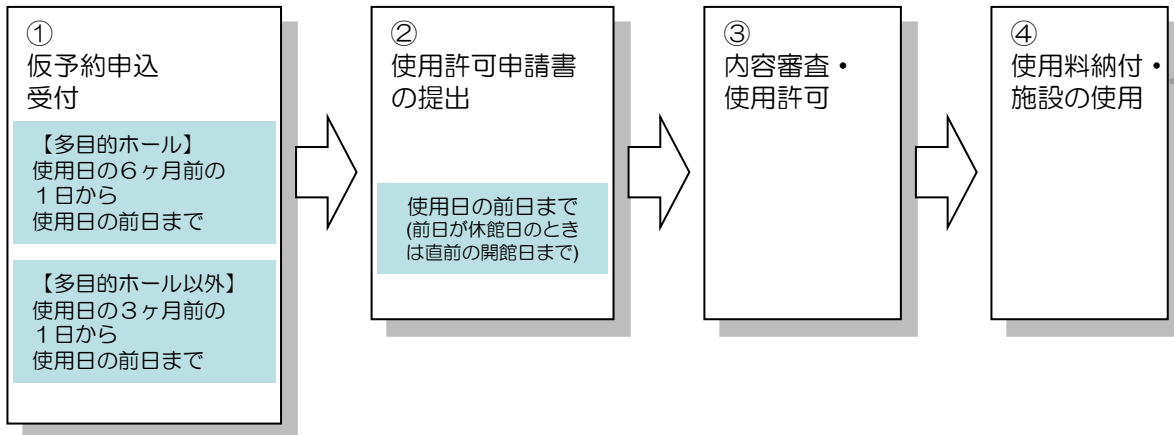 ①
仮予約申込
受付
【多目的ホール】
使用日の６ヶ月前の
１日から
使用日の前日まで
【多目的ホール以外】
使用日の３ヶ月前の
１日から
使用日の前日まで
②
使用許可申請書
の提出
使用日の前日まで
(前日が休館日のとき
は直前の開館日まで)
③
内容審査・
使用許可
④
使用料納付・
施設の使用